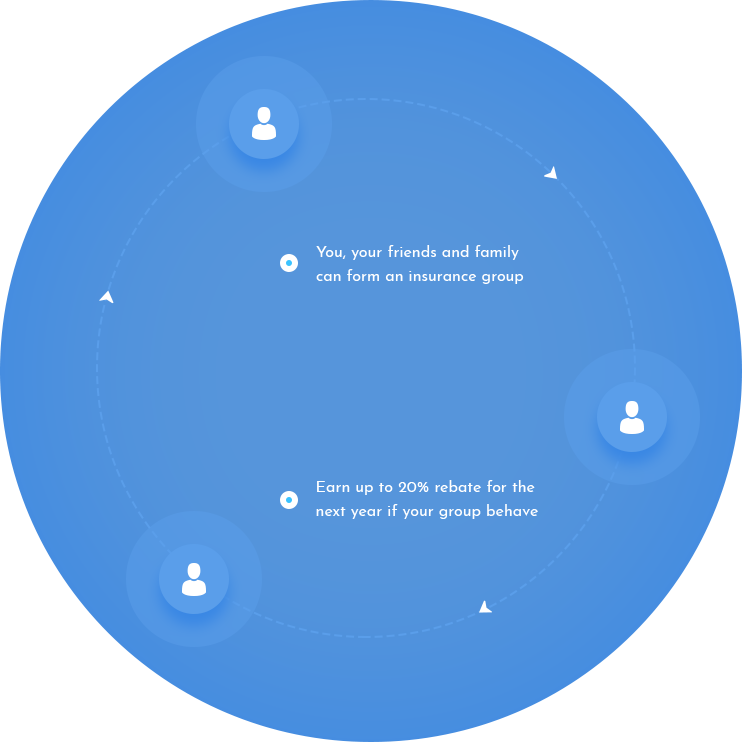 You, your friends and family
can form an insurance group
Earn up to 20% rebate for the
next year if your group behave